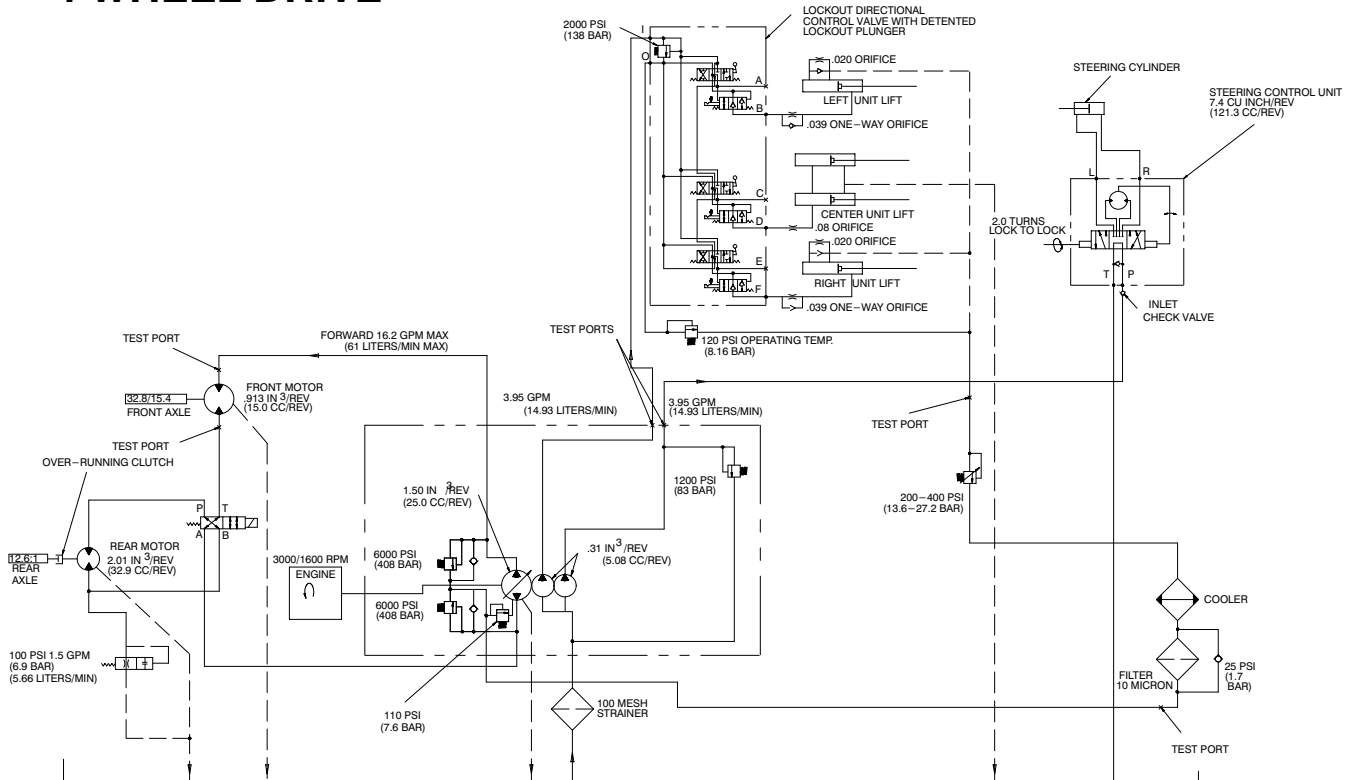 LOCKOUT DIRECTIONAL
CONTROL VALVE WITH DETENTED
LOCKOUT PLUNGER
2000 PSI
(138 BAR)
I
O
A
B
C
D
E
F
.020 ORIFICE
LEFT UNIT LIFT
.039 ONE-WAY ORIFICE
CENTER UNIT LIFT
.08 ORIFICE
.020 ORIFICE
RIGHT UNIT LIFT
.039 ONE-WAY ORIFICE
STEERING CYLINDER
STEERING CONTROL UNIT
7.4 CU INCH/REV
(121.3 CC/REV)
L
R
2.0 TURNS
LOCK TO LOCK
T
P
INLET
CHECK VALVE
120 PSI OPERATING TEMP.
(8.16 BAR)
TEST PORTS
FORWARD 16.2 GPM MAX
(61 LITERS/MIN MAX)
TEST PORT
FRONT MOTOR
.913 IN 3/REV
(15.0 CC/REV)
32.8/15.4
FRONT AXLE
3.95 GPM
(14.93 LITERS/MIN)
3.95 GPM
(14.93 LITERS/MIN)
TEST PORT
TEST PORT
OVER-RUNNING CLUTCH
1200 PSI
(83 BAR)
200-400 PSI
(13.6-27.2 BAR)
1.50 IN 3/REV
(25.0 CC/REV)
P
T
A
B
REAR MOTOR
2.01 IN 3/REV
(32.9 CC/REV)
12.6:1
REAR
AXLE
3000/1600 RPM
ENGINE
6000 PSI
(408 BAR)
6000 PSI
(408 BAR)
.31 IN3/REV
(5.08 CC/REV)
COOLER
100 PSI 1.5 GPM
(6.9 BAR)
(5.66 LITERS/MIN)
FILTER
10 MICRON
25 PSI
(1.7
BAR)
110 PSI
(7.6 BAR)
100 MESH
STRAINER
TEST PORT